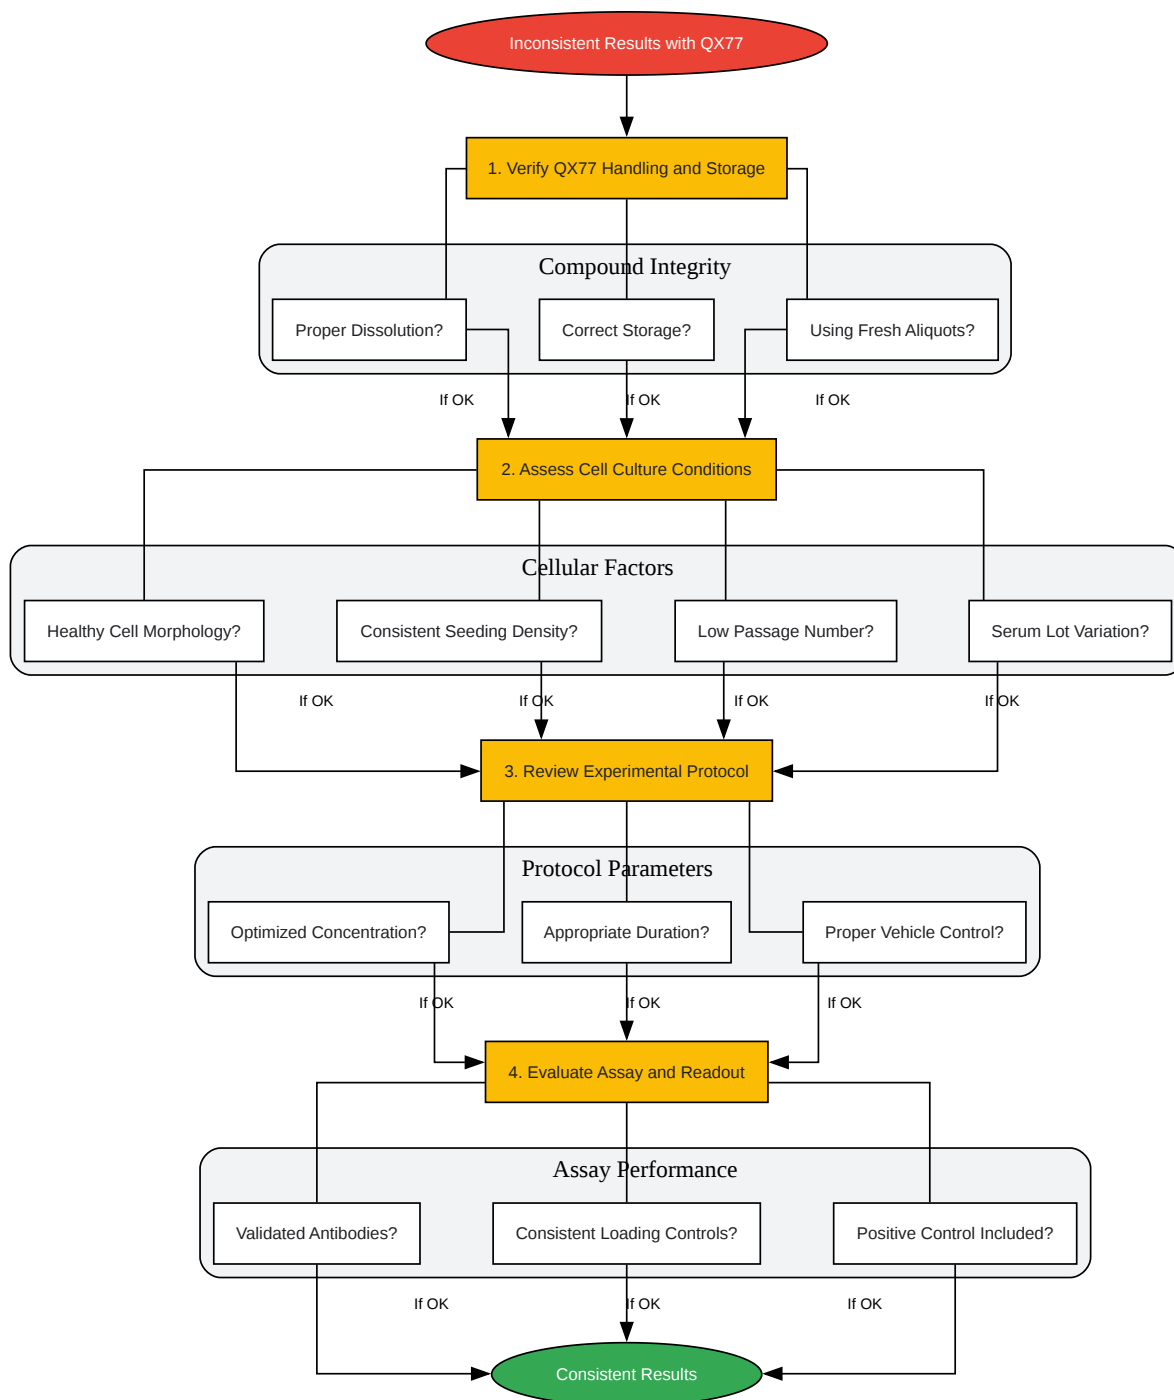 Inconsistent Results with QX77
1. Verify QX77 Handling and Storage
Compound Integrity
Proper Dissolution?
Correct Storage?
Using Fresh Aliquots?
If OK
If OK
If OK
2. Assess Cell Culture Conditions
Cellular Factors
Healthy Cell Morphology?
Consistent Seeding Density?
Low Passage Number?
Serum Lot Variation?
If OK
If OK
If OK
If OK
3. Review Experimental Protocol
Protocol Parameters
Optimized Concentration?
Appropriate Duration?
Proper Vehicle Control?
If OK
If OK
If OK
4. Evaluate Assay and Readout
Assay Performance
Validated Antibodies?
Consistent Loading Controls?
Positive Control Included?
If OK
If OK
If OK
Consistent Results